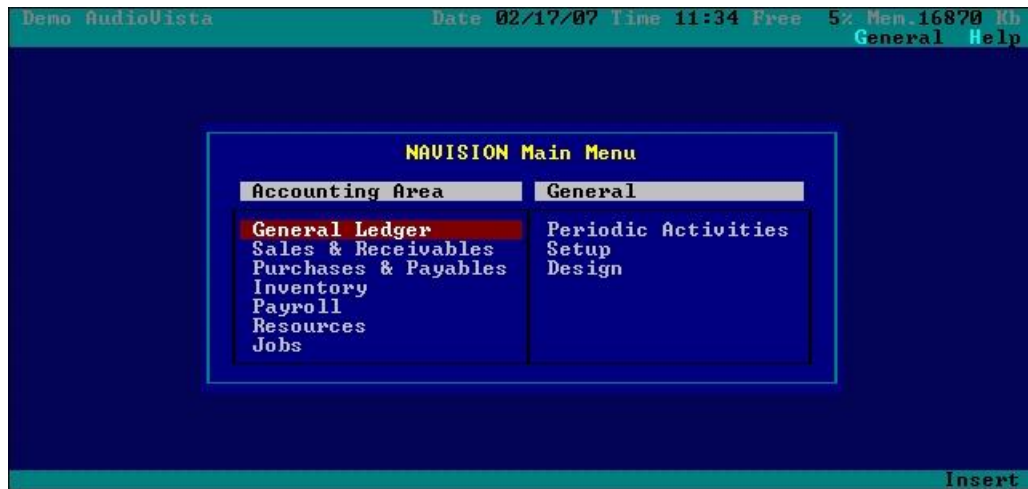 Demo AudioVista Date 02/17/07 Time 11:34 Free 5% Mem.16870 Kb
General Help
NAVISION Main Menu
Accounting Area General
General Ledger Periodic Activities
Sales & Receivables Setup
Purchases & Payables Design
Inventory
Payroll
Resources
Jobs
Insert